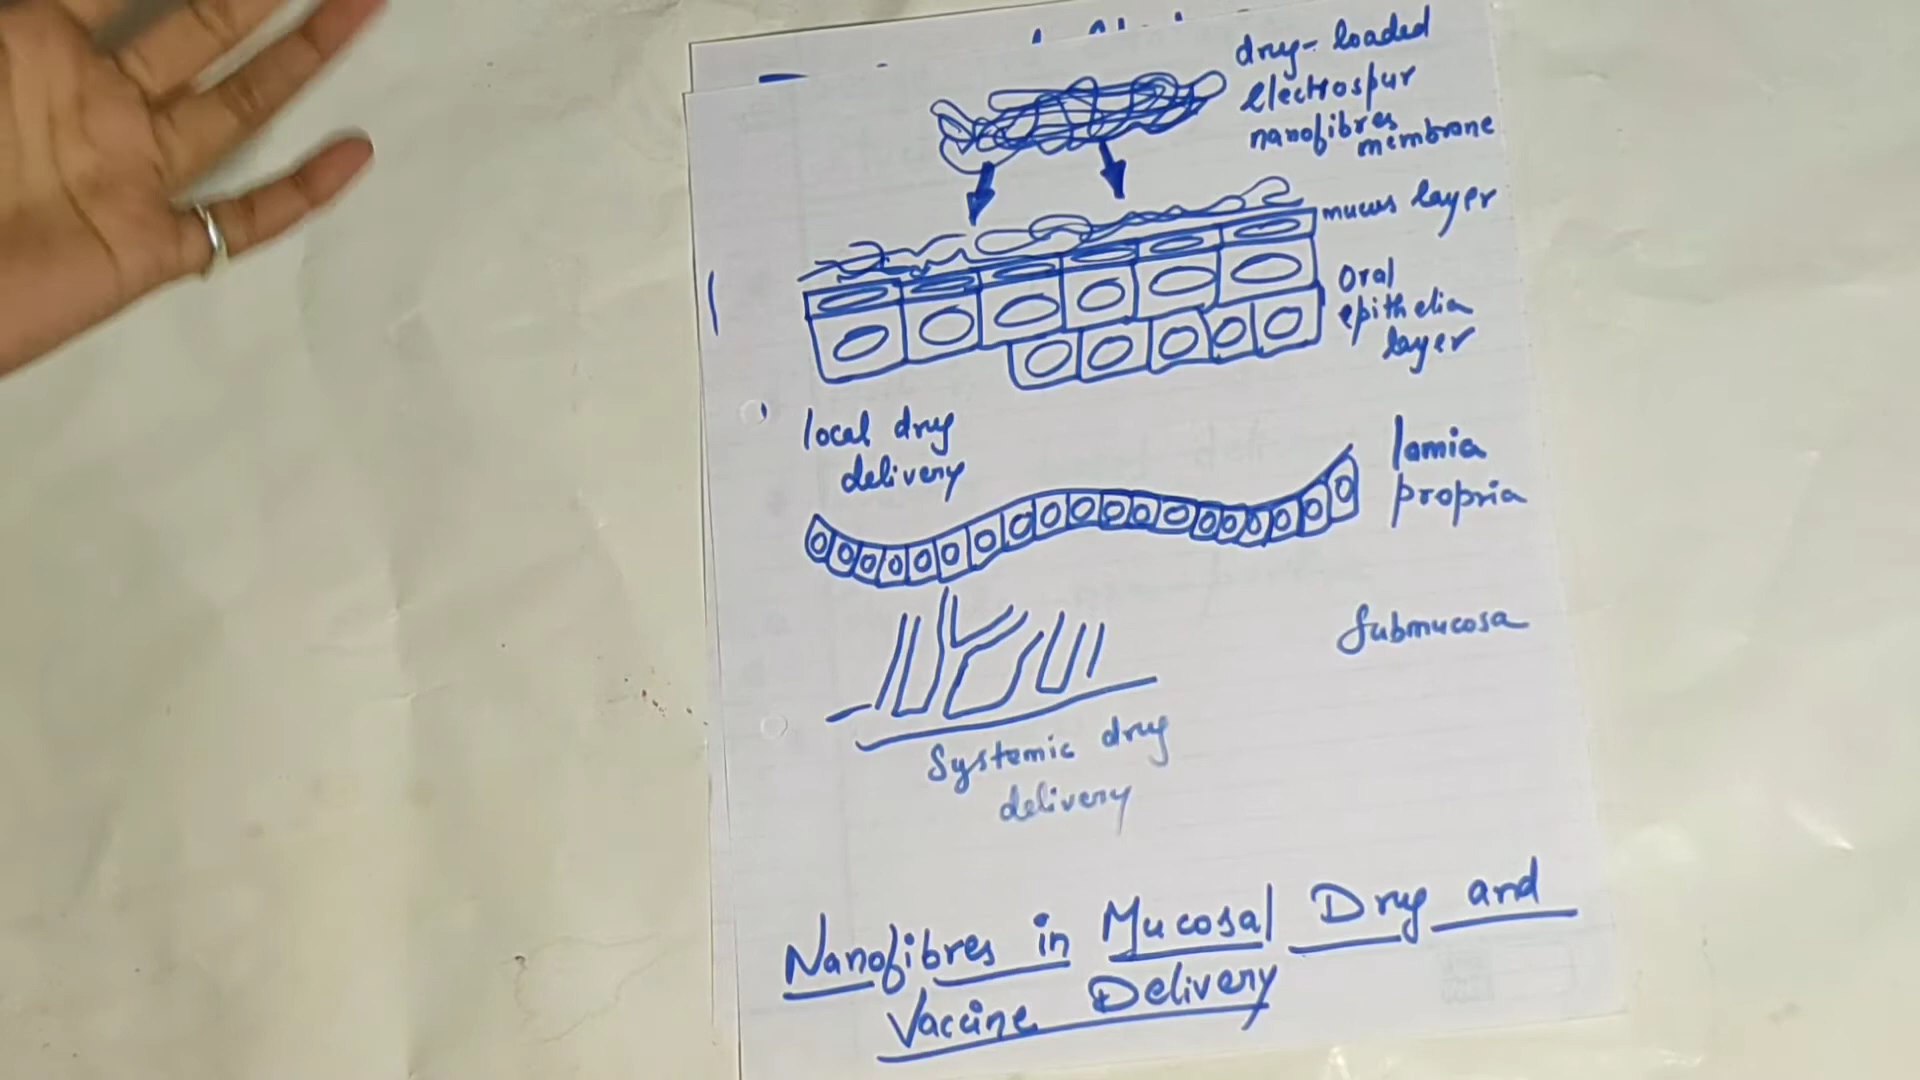 drug-loaded
electrospur
nanofibres
membrane
mucus layer
Oral
epithelia
layer
local drug
delivery
lamia
propria
Submucosa
Systemic drug
delivery
Nanofibres in Mucosal Drug and
Vaccine Delivery